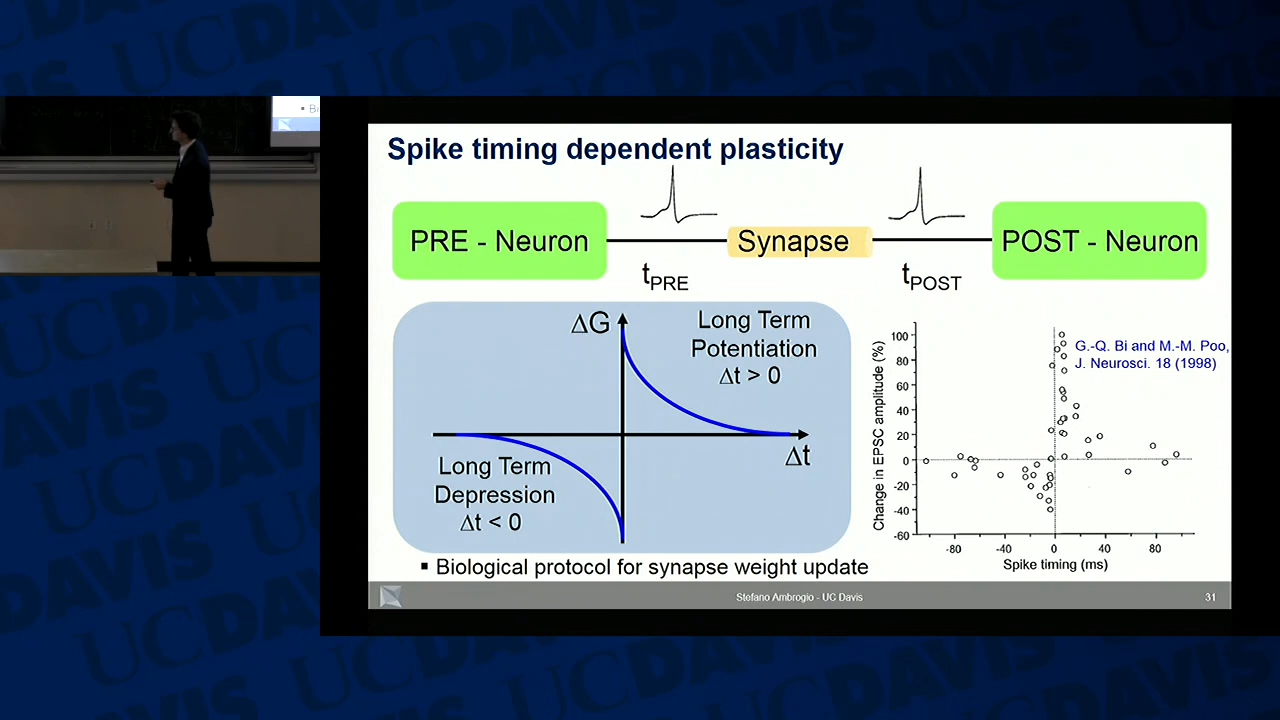 UCDAVIS
Spike timing dependent plasticity
PRE - Neuron
Synapse
POST - Neuron
tPRE
tPOST
ΔG
Long Term
Potentiation
Δt > 0
Δt
Long Term
Depression
Δt < 0
Change in EPSC amplitude (%)
100
80
60
40
20
0
-20
-40
-60
-80
-40
0
40
80
Spike timing (ms)
G.-Q. Bi and M.-M. Poo,
J. Neurosci. 18 (1998)
▪ Biological protocol for synapse weight update
Stefano Ambrogio - UC Davis
31